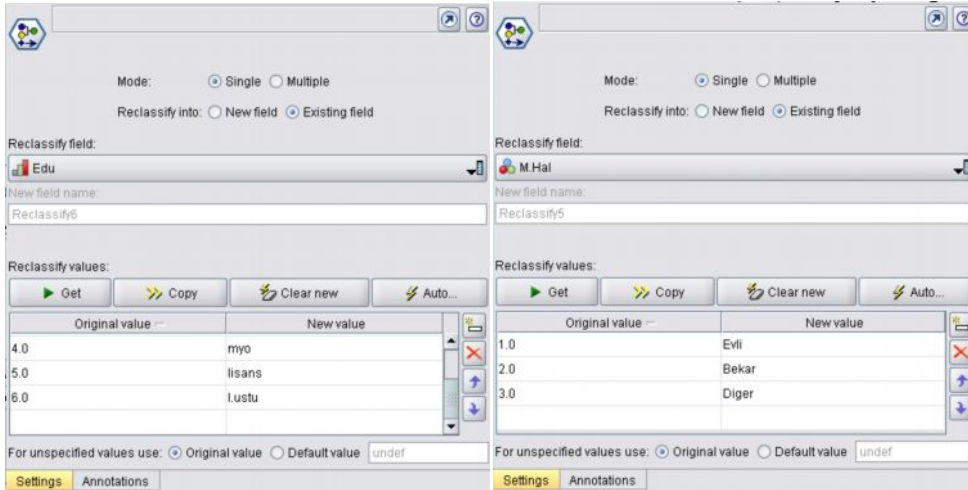 Mode: Single Multiple
Reclassify into: New field Existing field
Reclassify field:
Edu
New field name:
Reclassify6
Reclassify values:
Get Copy Clear new Auto...
Original value New value
4.0 myo
5.0 lisans
6.0 l.ustu
For unspecified values use: Original value Default value undef
Settings Annotations
Mode: Single Multiple
Reclassify into: New field Existing field
Reclassify field:
M.Hal
New field name:
Reclassify5
Reclassify values:
Get Copy Clear new Auto...
Original value New value
1.0 Evli
2.0 Bekar
3.0 Diger
For unspecified values use: Original value Default value undef
Settings Annotations